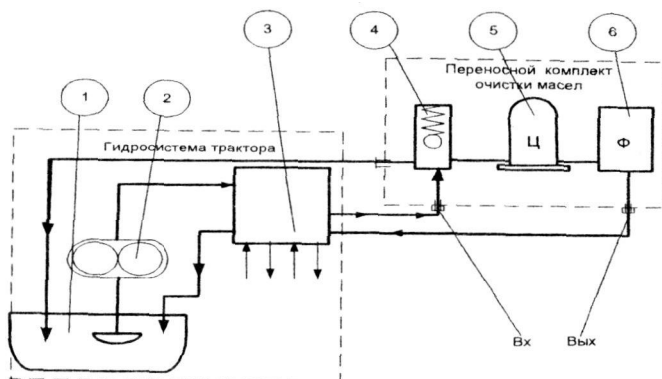 1
2
3
4
5
6
Переносной комплект
очистки масел
Гидросистема трактора
Ц
Ф
Вх
Вых